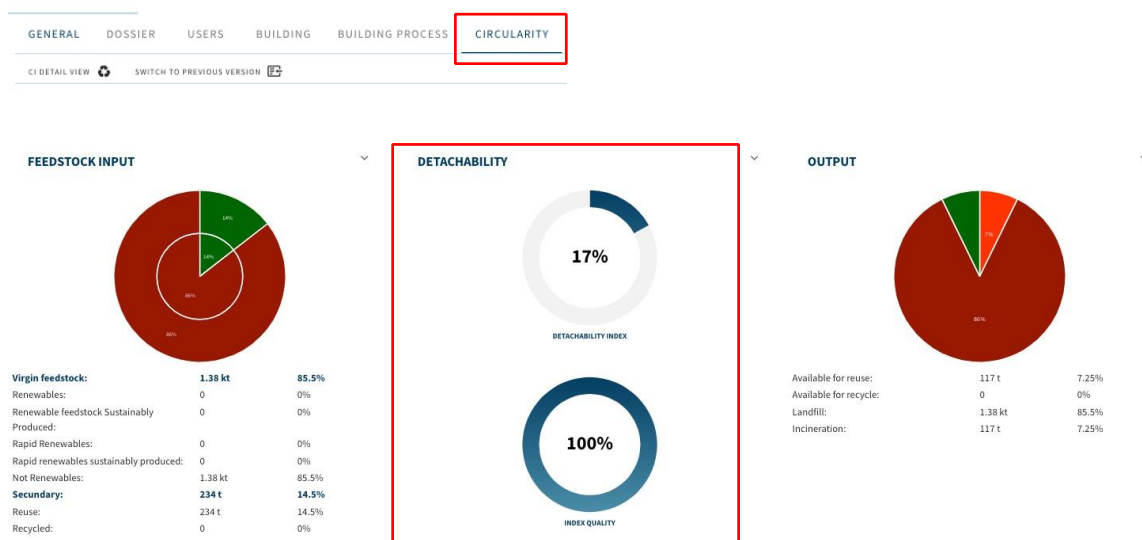 GENERAL DOSSIER USERS BUILDING BUILDING PROCESS CIRCULARITY
CI DETAIL VIEW SWITCH TO PREVIOUS VERSION
FEEDSTOCK INPUT
14%
14%
86%
86%
Virgin feedstock: 1.38 kt 85.5%
Renewables: 0 0%
Renewable feedstock Sustainably 0 0%
Produced:
Rapid Renewables: 0 0%
Rapid renewables sustainably produced: 0 0%
Not Renewables: 1.38 kt 85.5%
Secundary: 234 t 14.5%
Reuse: 234 t 14.5%
Recycled: 0 0%
DETACHABILITY
17%
DETACHABILITY INDEX
100%
INDEX QUALITY
OUTPUT
7%
86%
Available for reuse: 117 t 7.25%
Available for recycle: 0 0%
Landfill: 1.38 kt 85.5%
Incineration: 117 t 7.25%